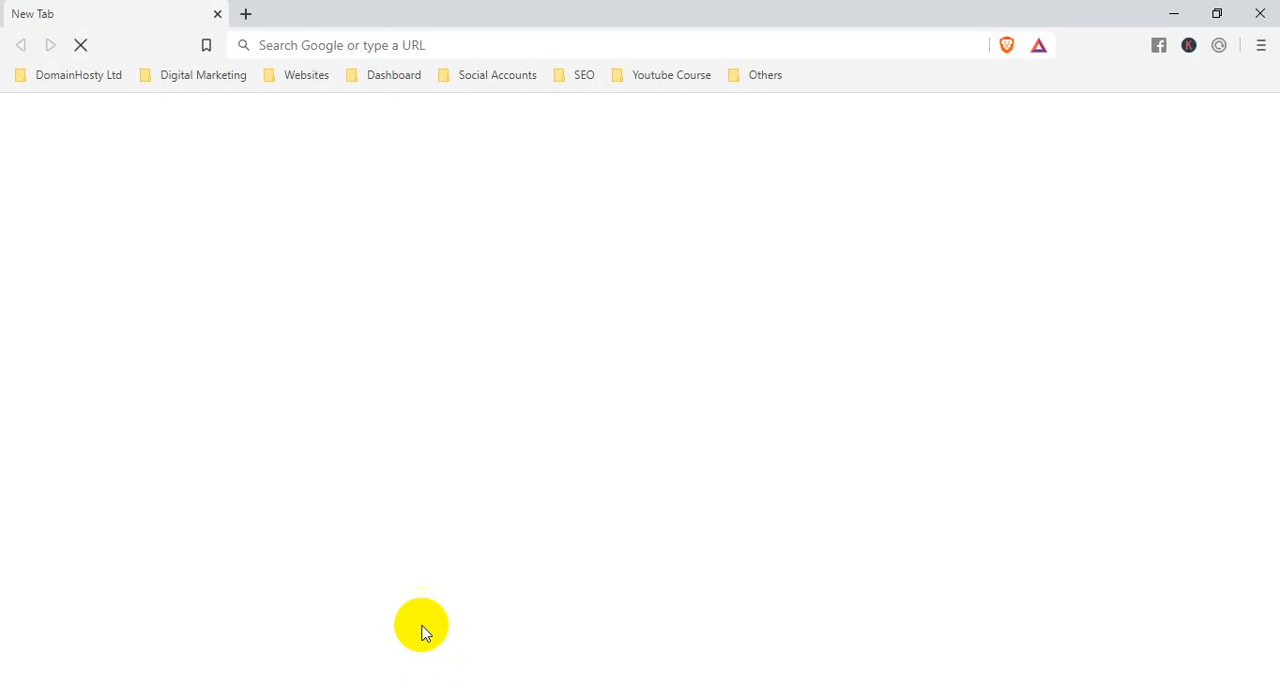 New Tab
Search Google or type a URL
DomainHosty Ltd Digital Marketing Websites Dashboard Social Accounts SEO Youtube Course Others